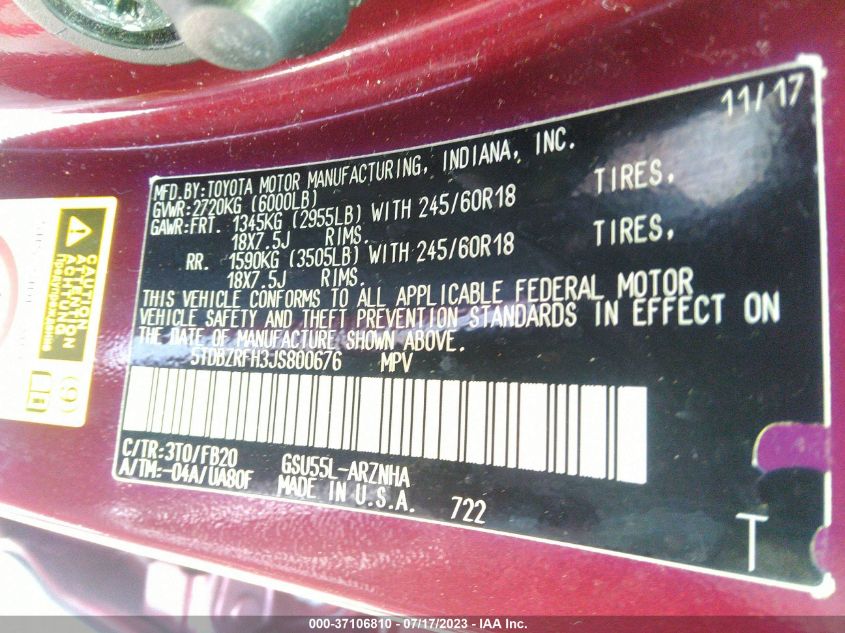 11/17
MFD.BY:TOYOTA MOTOR MANUFACTURING, INDIANA, INC.
GVWR:2720KG (6000LB)
GAWR:FRT. 1345KG (2955LB) WITH 245/60R18 TIRES,
18X7.5J RIMS.
RR. 1590KG (3505LB) WITH 245/60R18 TIRES,
18X7.5J RIMS.
THIS VEHICLE CONFORMS TO ALL APPLICABLE FEDERAL MOTOR
VEHICLE SAFETY AND THEFT PREVENTION STANDARDS IN EFFECT ON
THE DATE OF MANUFACTURE SHOWN ABOVE.
5TDBZRFH3JS800676 MPV
C/TR:3T0/FB20 GSU55L-ARZNHA
A/TM:-04A/UA80F MADE IN U.S.A. 722
T
CAUTION
ATTENTION
ACHTUNG
(9)
000-37106810 - 07/17/2023 - IAA Inc.